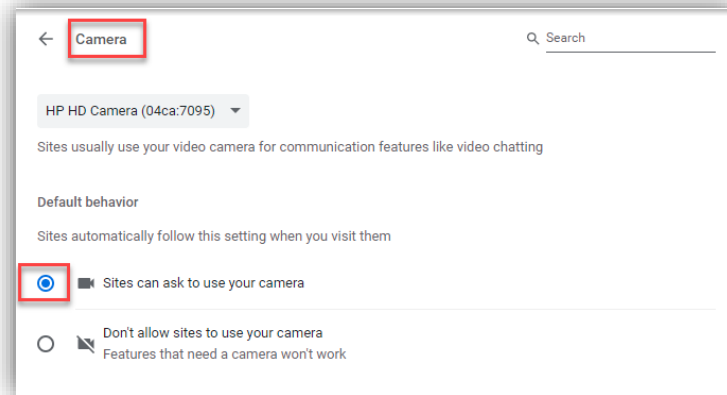 Camera
Search
HP HD Camera (04ca:7095)
Sites usually use your video camera for communication features like video chatting
Default behavior
Sites automatically follow this setting when you visit them
Sites can ask to use your camera
Don't allow sites to use your camera
Features that need a camera won't work